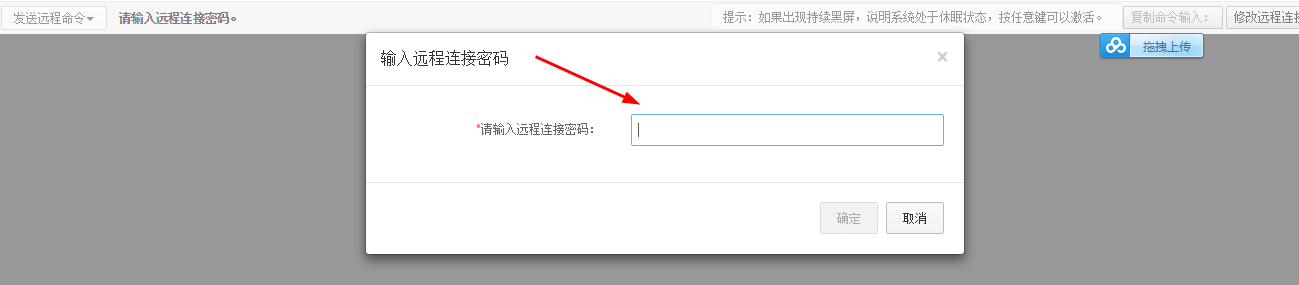 发送远程命令 请输入远程连接密码。 提示：如果出现持续黑屏，说明系统处于休眠状态，按任意键可以激活。 复制命令输入： 修改远程连接
拖拽上传
输入远程连接密码 ×
*请输入远程连接密码：
确定 取消